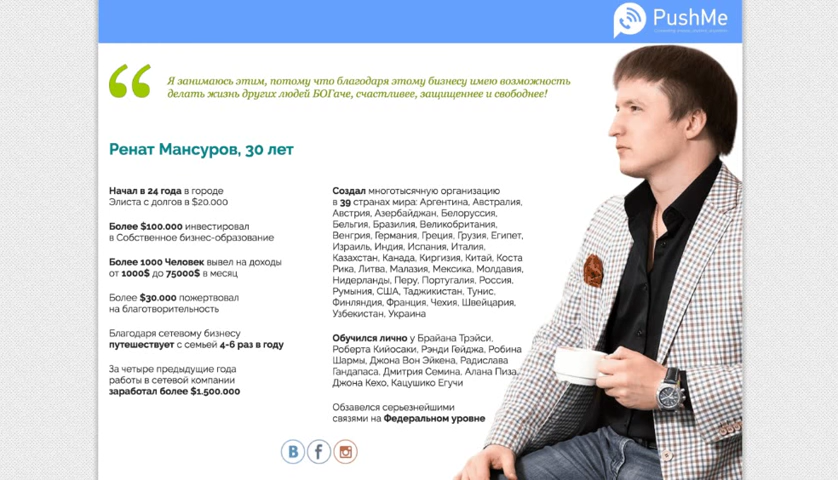 PushMe
Я занимаюсь этим, потому что благодаря этому бизнесу имею возможность
делать жизнь других людей БОГаче, счастливее, защищеннее и свободнее!
Ренат Мансуров, 30 лет
Начал в 24 года в городе
Элиста с долгов в $20.000
Более $100.000 инвестировал
в Собственное бизнес-образование
Более 1000 Человек вывел на доходы
от 1000$ до 75000$ в месяц
Более $30.000 пожертвовал
на благотворительность
Благодаря сетевому бизнесу
путешествует с семьей 4-6 раз в году
За четыре предыдущие года
работы в сетевой компании
заработал более $1.500.000
Создал многотысячную организацию
в 39 странах мира: Аргентина, Австралия,
Австрия, Азербайджан, Белоруссия,
Бельгия, Бразилия, Великобритания,
Венгрия, Германия, Греция, Грузия, Египет,
Израиль, Индия, Испания, Италия,
Казахстан, Канада, Киргизия, Китай, Коста
Рика, Литва, Малазия, Мексика, Молдавия,
Нидерланды, Перу, Португалия, Россия,
Румыния, США, Таджикистан, Тунис,
Финляндия, Франция, Чехия, Швейцария,
Узбекистан, Украина
Обучился лично у Брайана Трэйси,
Роберта Кийосаки, Рэнди Гейджа, Робина
Шармы, Джона Вон Эйкена, Радислава
Гандапаса, Дмитрия Семина, Алана Пиза,
Джона Кехо, Кацушико Егучи
Обзавелся серьезнейшими
связями на Федеральном уровне